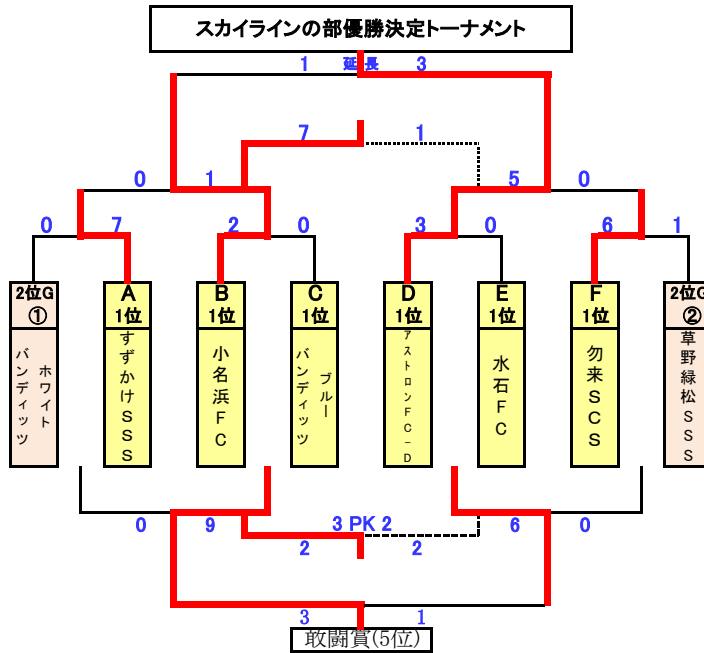 スカイラインの部優勝決定トーナメント
1 延長 3
7 1
0 1 5 0
0 7 2 0 3 0 6 1
2位G
①
A
1位
B
1位
C
1位
D
1位
E
1位
F
1位
2位G
②
ホワイト
バンディッツ
すずかけSSS
小名浜FC
ブルー
バンディッツ
アストロンFC-D
水石FC
勿来SCS
草野緑松SSS
0 9 3 PK 2 6 0
2 2
3 1
敢闘賞(5位)